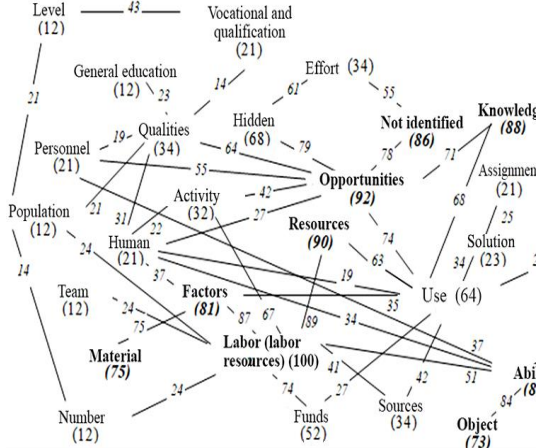 Level
(12)
43
Vocational and
qualification
(21)
General education
(12)
23
14
Effort (34)
61
55
21
Hidden
(68)
Not identified
(86)
Knowledg
(88)
19
Qualities
(34)
64
79
78
71
Personnel
(21)
55
Opportunities
(92)
Assignmen
(21)
Activity
(32)
42
27
68
25
Population
(12)
21
31
22
Resources
(90)
74
Solution
(23)
24
Human
(21)
63
34
14
37
19
Team
(12)
Factors
(81)
35
Use (64)
24
75
87
67
89
34
37
Material
(75)
Labor (labor
resources) (100)
41
51
Abi
(8
24
74
27
42
84
Number
(12)
Funds
(52)
Sources
(34)
Object
(73)